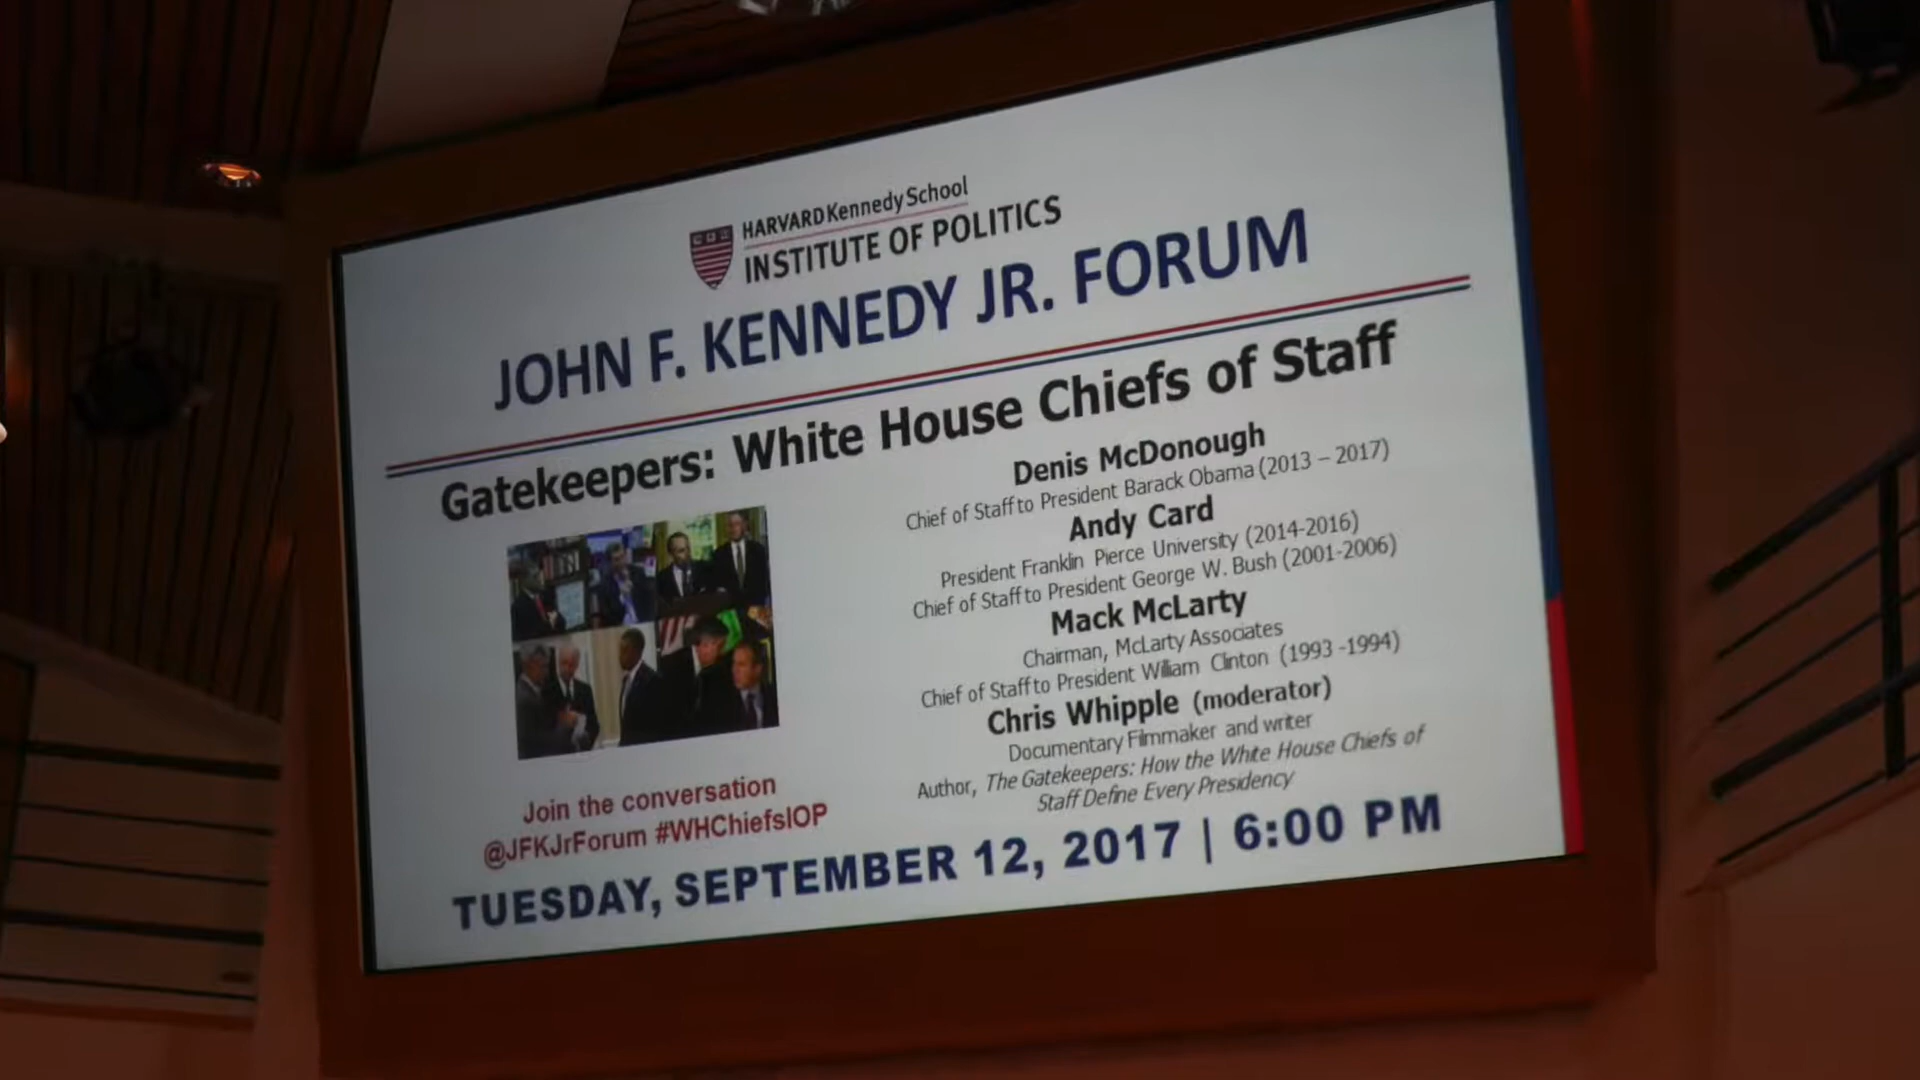 HARVARD Kennedy School
INSTITUTE OF POLITICS
JOHN F. KENNEDY JR. FORUM
Gatekeepers: White House Chiefs of Staff
Denis McDonough
Chief of Staff to President Barack Obama (2013 – 2017)
Andy Card
President Franklin Pierce University (2014-2016)
Chief of Staff to President George W. Bush (2001-2006)
Mack McLarty
Chairman, McLarty Associates
Chief of Staff to President William Clinton (1993 -1994)
Chris Whipple (moderator)
Documentary Filmmaker and writer
Author, The Gatekeepers: How the White House Chiefs of
Staff Define Every Presidency
Join the conversation
@JFKJrForum #WHChiefsIOP
TUESDAY, SEPTEMBER 12, 2017 | 6:00 PM